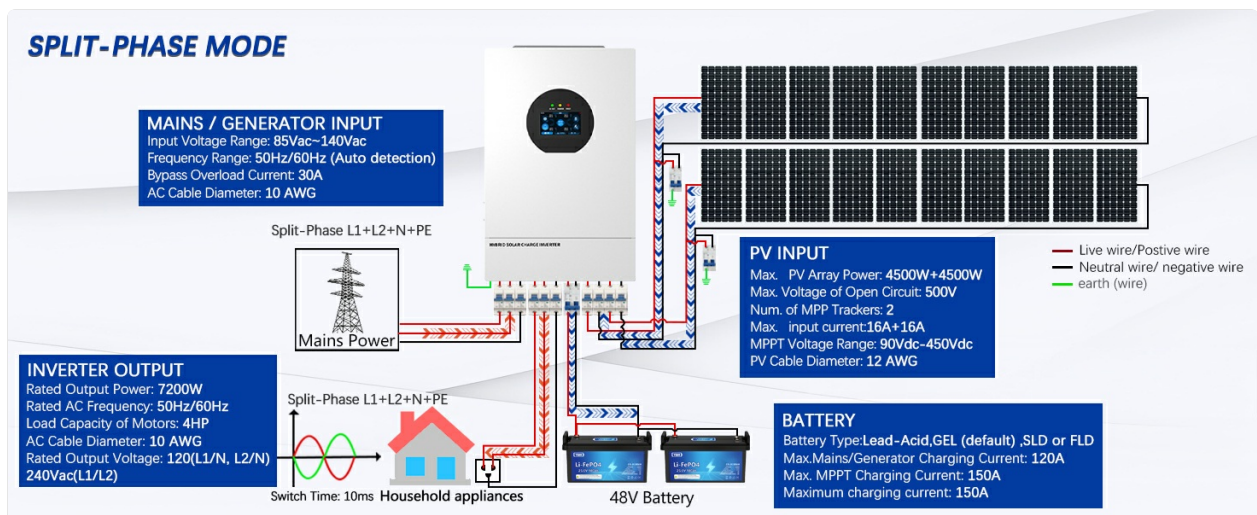 SPLIT-PHASE MODE
MAINS / GENERATOR INPUT
Input Voltage Range: 85Vac~140Vac
Frequency Range: 50Hz/60Hz (Auto detection)
Bypass Overload Current: 30A
AC Cable Diameter: 10 AWG
Split-Phase L1+L2+N+PE
Mains Power
HYBRID SOLAR CHARGE INVERTER
PV INPUT
Max. PV Array Power: 4500W+4500W
Max. Voltage of Open Circuit: 500V
Num. of MPP Trackers: 2
Max. input current:16A+16A
MPPT Voltage Range: 90Vdc-450Vdc
PV Cable Diameter: 12 AWG
Live wire/Postive wire
Neutral wire/ negative wire
earth (wire)
INVERTER OUTPUT
Rated Output Power: 7200W
Rated AC Frequency: 50Hz/60Hz
Load Capacity of Motors: 4HP
AC Cable Diameter: 10 AWG
Rated Output Voltage: 120(L1/N, L2/N)
240Vac(L1/L2)
Split-Phase L1+L2+N+PE
Switch Time: 10ms
Household appliances
Li-FePO4
Li-FePO4
48V Battery
BATTERY
Battery Type:Lead-Acid,GEL (default) ,SLD or FLD
Max.Mains/Generator Charging Current: 120A
Max. MPPT Charging Current: 150A
Maximum charging current: 150A